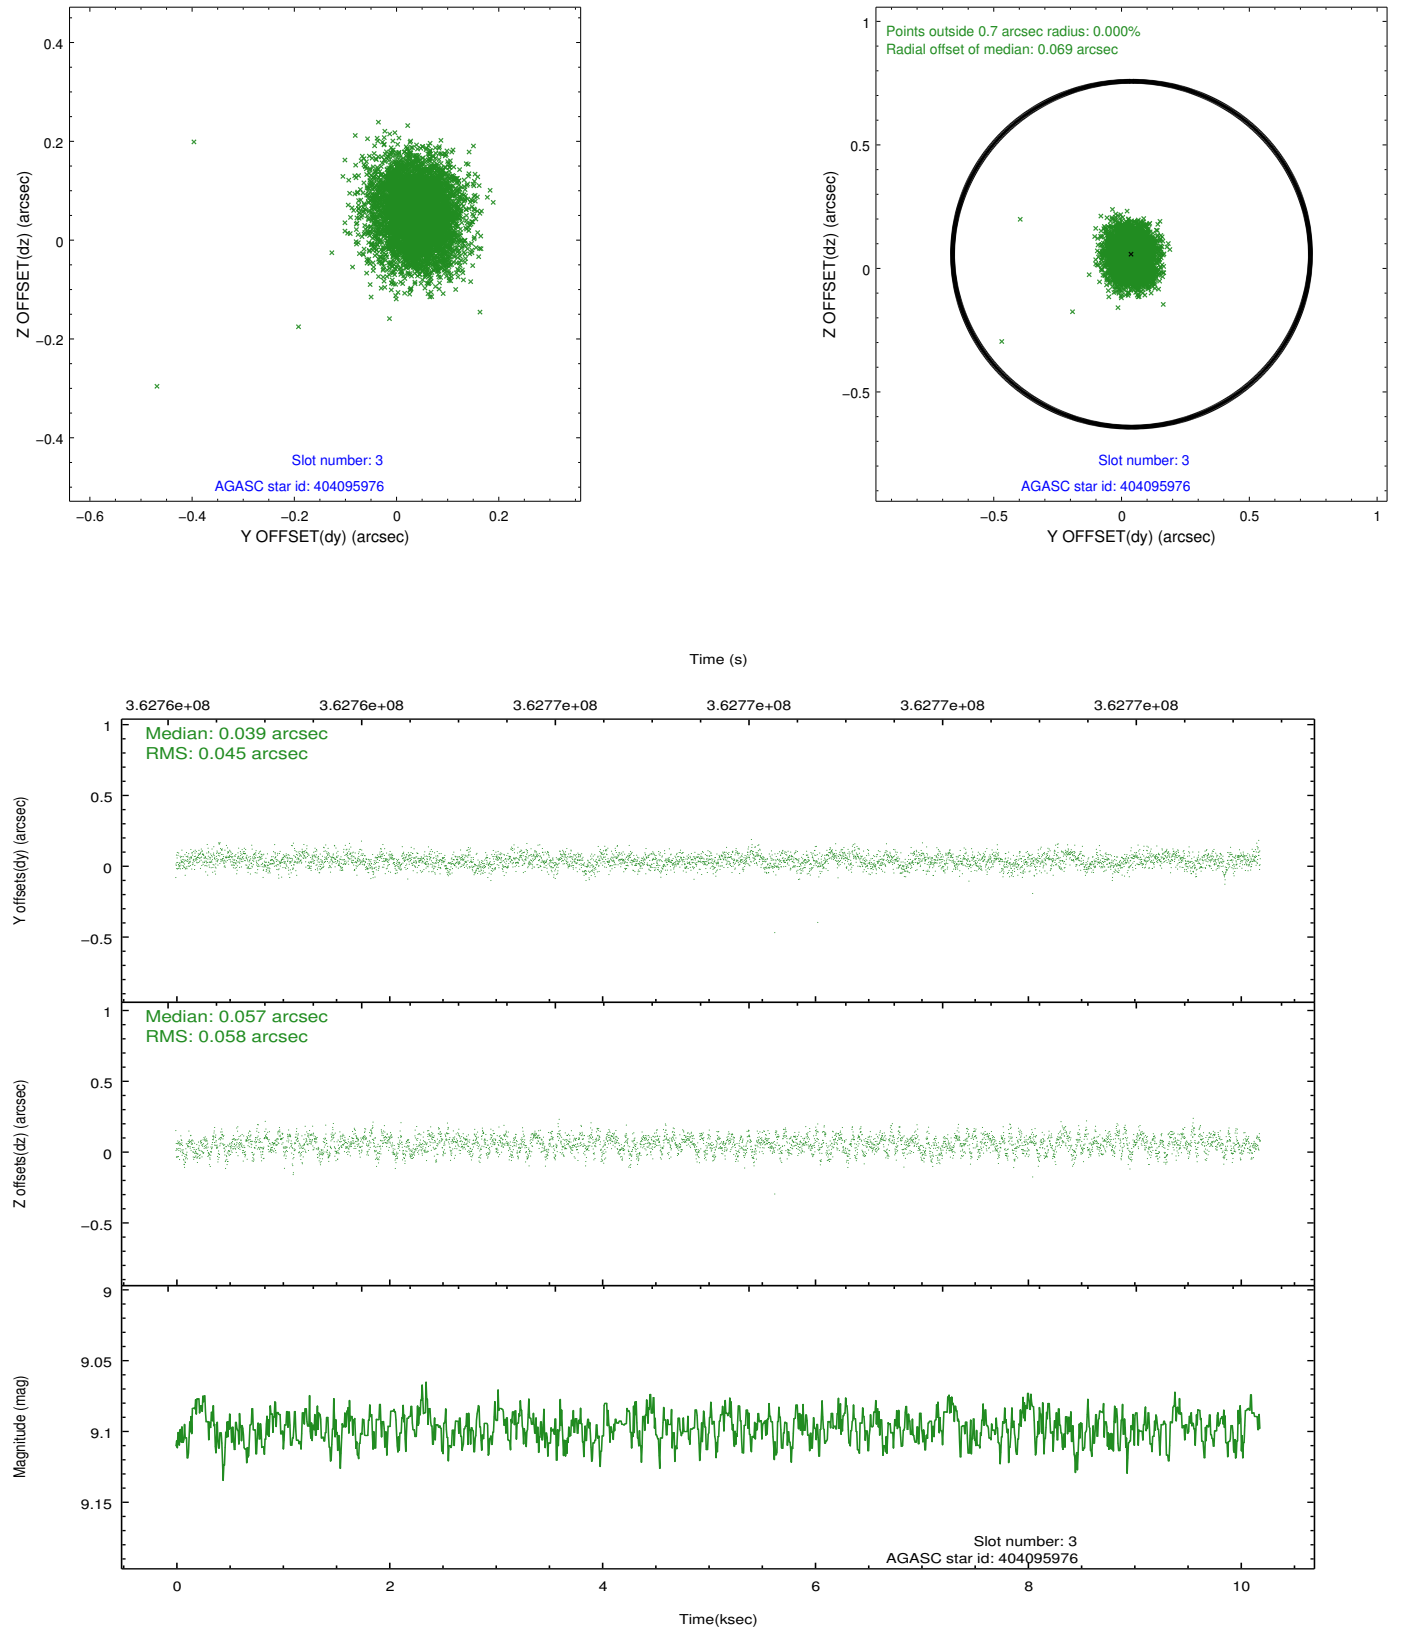 0.4
0.2
0
−0.2
−0.4
Z OFFSET(dz) (arcsec)
Slot number: 3
AGASC star id: 404095976
−0.6 −0.4 −0.2 0 0.2
Y OFFSET(dy) (arcsec)
Points outside 0.7 arcsec radius: 0.000%
Radial offset of median: 0.069 arcsec
1
0.5
0
−0.5
Z OFFSET(dz) (arcsec)
Slot number: 3
AGASC star id: 404095976
−0.5 0 0.5 1
Y OFFSET(dy) (arcsec)
Time (s)
3.6276e+08 3.6276e+08 3.6277e+08 3.6277e+08 3.6277e+08 3.6277e+08
Median: 0.039 arcsec
RMS: 0.045 arcsec
1
0.5
0
−0.5
Y offsets(dy) (arcsec)
Median: 0.057 arcsec
RMS: 0.058 arcsec
1
0.5
0
−0.5
Z offsets(dz) (arcsec)
9
9.05
9.1
9.15
Magnitude (mag)
Slot number: 3
AGASC star id: 404095976
0 2 4 6 8 10
Time(ksec)